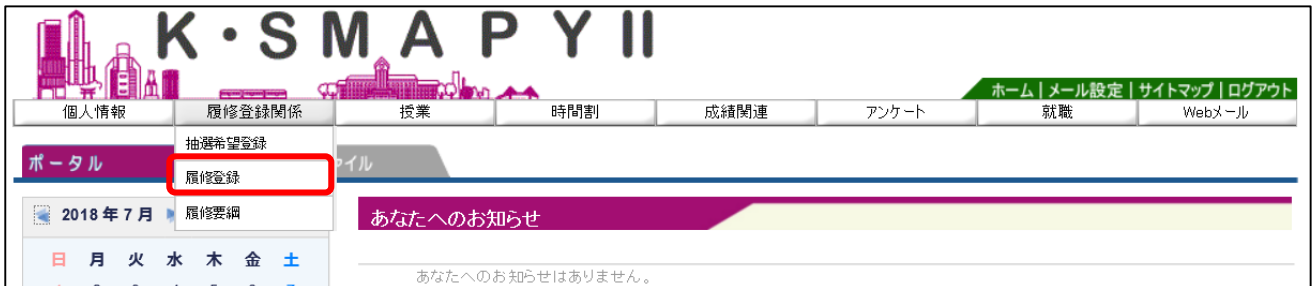 K・SMAPYⅡ
ホーム | メール設定 | サイトマップ | ログアウト
個人情報 履修登録関係 授業 時間割 成績関連 アンケート 就職 Webメール
抽選希望登録
ポータル
履修登録
2018 年 7 月
履修要綱
あなたへのお知らせ
日 月 火 水 木 金 土
あなたへのお知らせはありません。